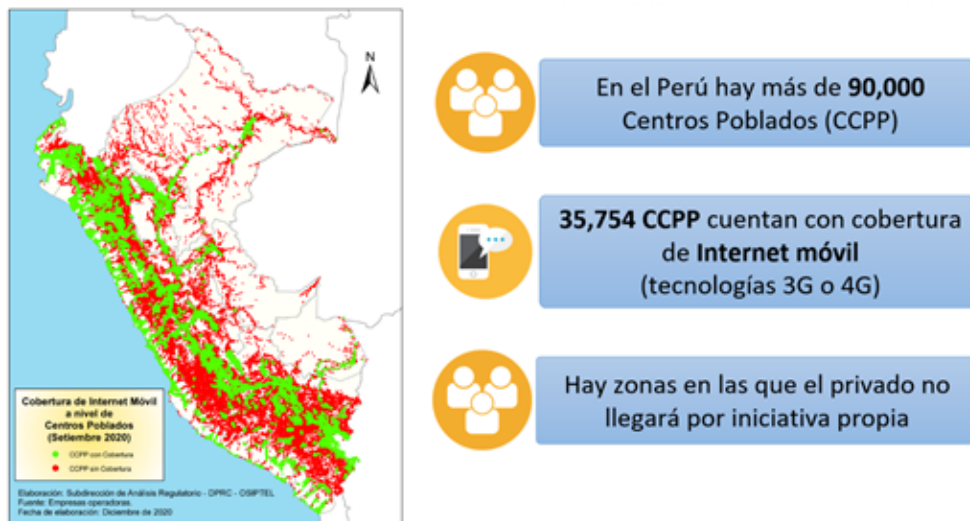 N
Cobertura de Internet Móvil
a nivel de
Centros Poblados
(Setiembre 2020)
CCPP con Cobertura
CCPP sin Cobertura
Elaboración: Subdirección de Análisis Regulatorio - DPRC - OSIPTEL
Fuente: Empresas operadoras.
Fecha de elaboración: Diciembre de 2020
En el Perú hay más de 90,000
Centros Poblados (CCPP)
35,754 CCPP cuentan con cobertura
de Internet móvil
(tecnologías 3G o 4G)
Hay zonas en las que el privado no
llegará por iniciativa propia